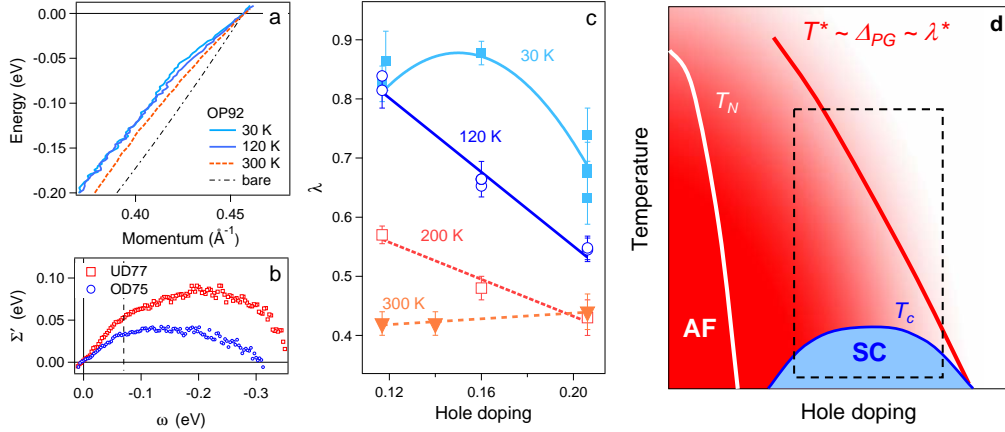 a
Energy (eV)
0.00
-0.05
-0.10
-0.15
-0.20
OP92
30 K
120 K
300 K
bare
0.40
0.45
Momentum (Å⁻¹)
b
Σ'  (eV)
0.10
0.05
0.00
UD77
OD75
0.0
-0.1
-0.2
-0.3
ω (eV)
c
λ
0.9
0.8
0.7
0.6
0.5
0.4
30 K
120 K
200 K
300 K
0.12
0.16
0.20
Hole doping
d
T* ~ Δ_PG ~ λ*
T_N
Temperature
AF
T_c
SC
Hole doping